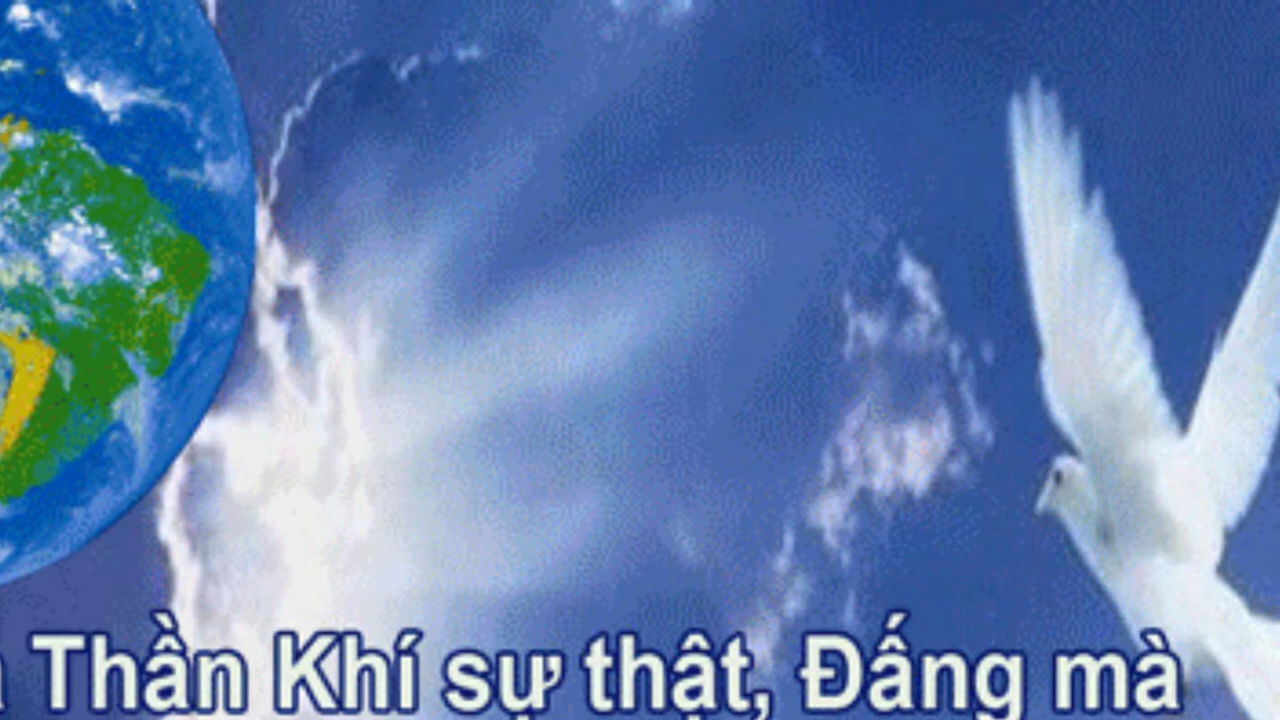 Thần Khí sự thật, Đấng mà